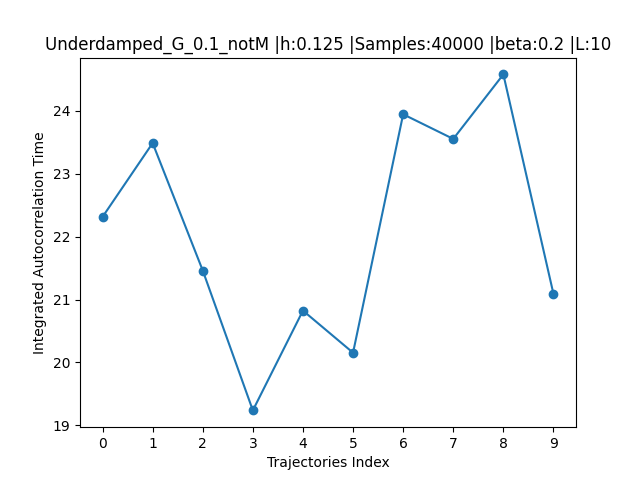 Underdamped_G_0.1_notM |h:0.125 |Samples:40000 |beta:0.2 |L:10
Integrated Autocorrelation Time
24
23
22
21
20
19
0 1 2 3 4 5 6 7 8 9
Trajectories Index